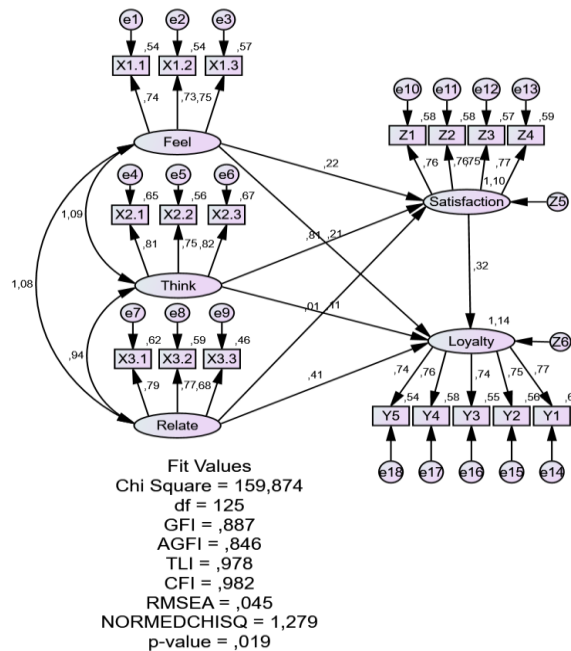 e1 e2 e3
,54 ,54 ,57
X1.1 X1.2 X1.3
,74 ,73 ,75
Feel
e10 e11 e12 e13
,58 ,58 ,57 ,59
Z1 Z2 Z3 Z4
,76 ,76 ,75 ,77
1,10
Satisfaction
Z5
,22
e4 e5 e6
,65 ,56 ,67
X2.1 X2.2 X2.3
1,09
,81 ,75 ,82
,81 ,21
Think
1,08
,01
,32
e7 e8 e9
,62 ,59 ,46
X3.1 X3.2 X3.3
,94
,79 ,77 ,68
,41
Relate
1,14
Loyalty
Z6
,74 ,76 ,74 ,75 ,77
,54 ,58 ,55 ,56
Y5 Y4 Y3 Y2 Y1
e18 e17 e16 e15 e14
Fit Values
Chi Square = 159,874
df = 125
GFI = ,887
AGFI = ,846
TLI = ,978
CFI = ,982
RMSEA = ,045
NORMEDCHISQ = 1,279
p-value = ,019